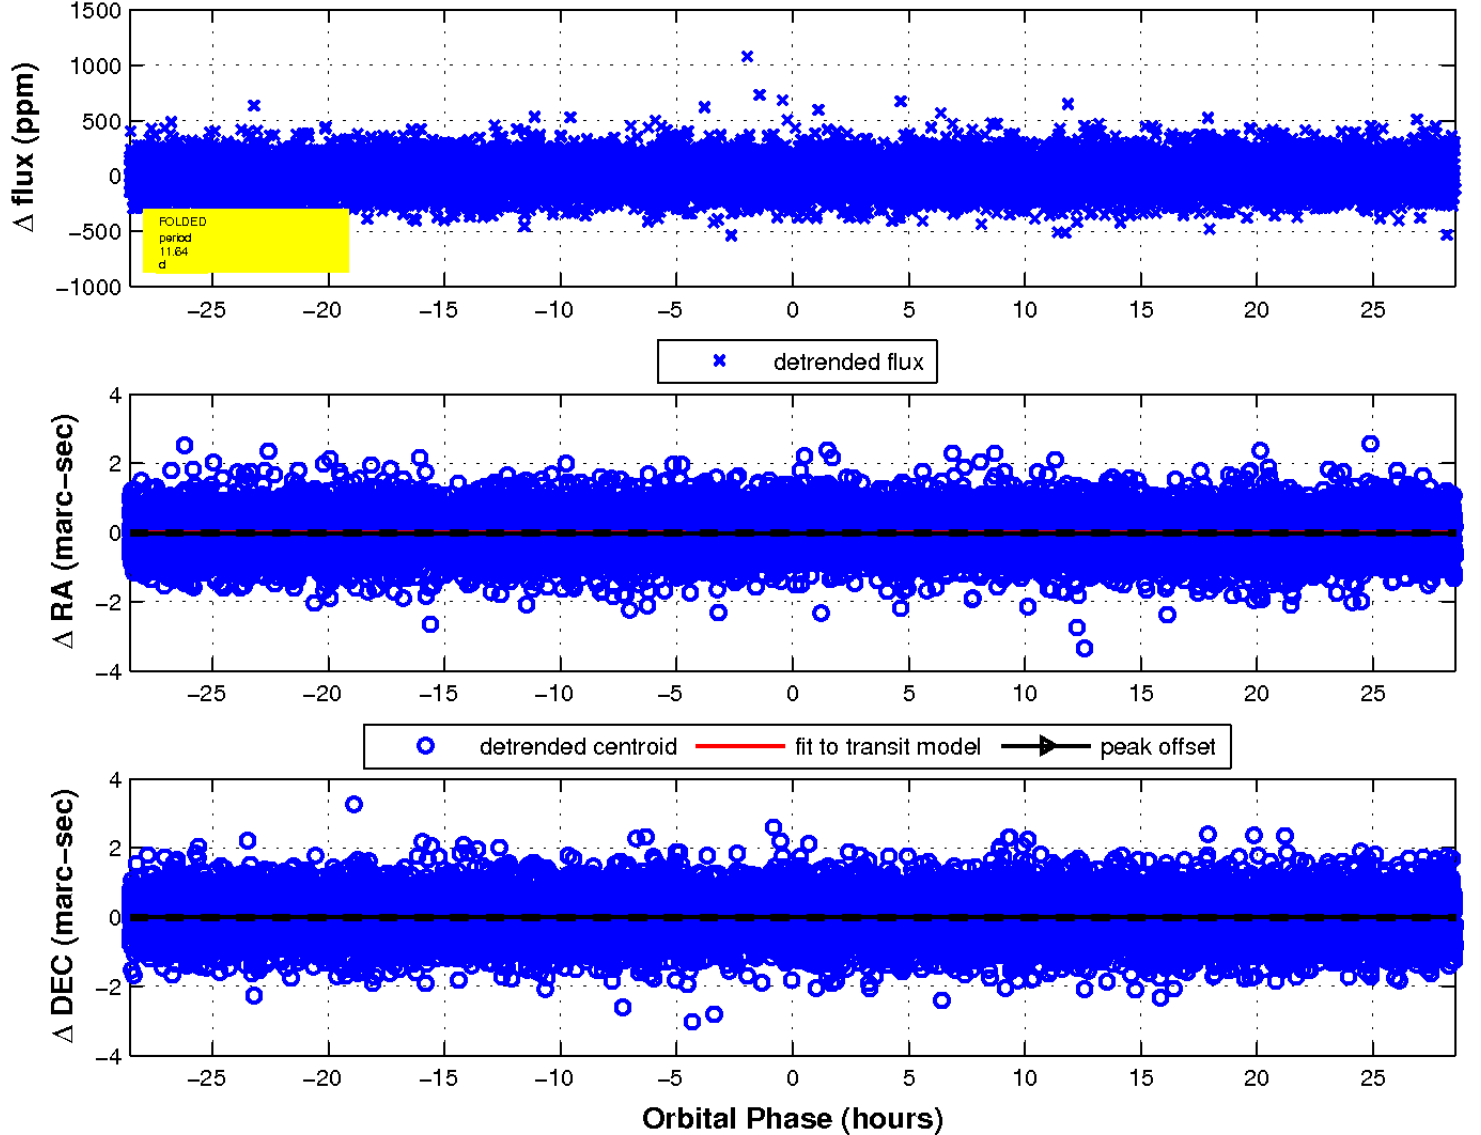 1500
1000
500
0
−500
−1000
Δ flux (ppm)
FOLDED
period
11.64
d
−25 −20 −15 −10 −5 0 5 10 15 20 25
detrended flux
4
2
0
−2
−4
Δ RA (marc−sec)
−25 −20 −15 −10 −5 0 5 10 15 20 25
detrended centroid fit to transit model peak offset
4
2
0
−2
−4
Δ DEC (marc−sec)
−25 −20 −15 −10 −5 0 5 10 15 20 25
Orbital Phase (hours)